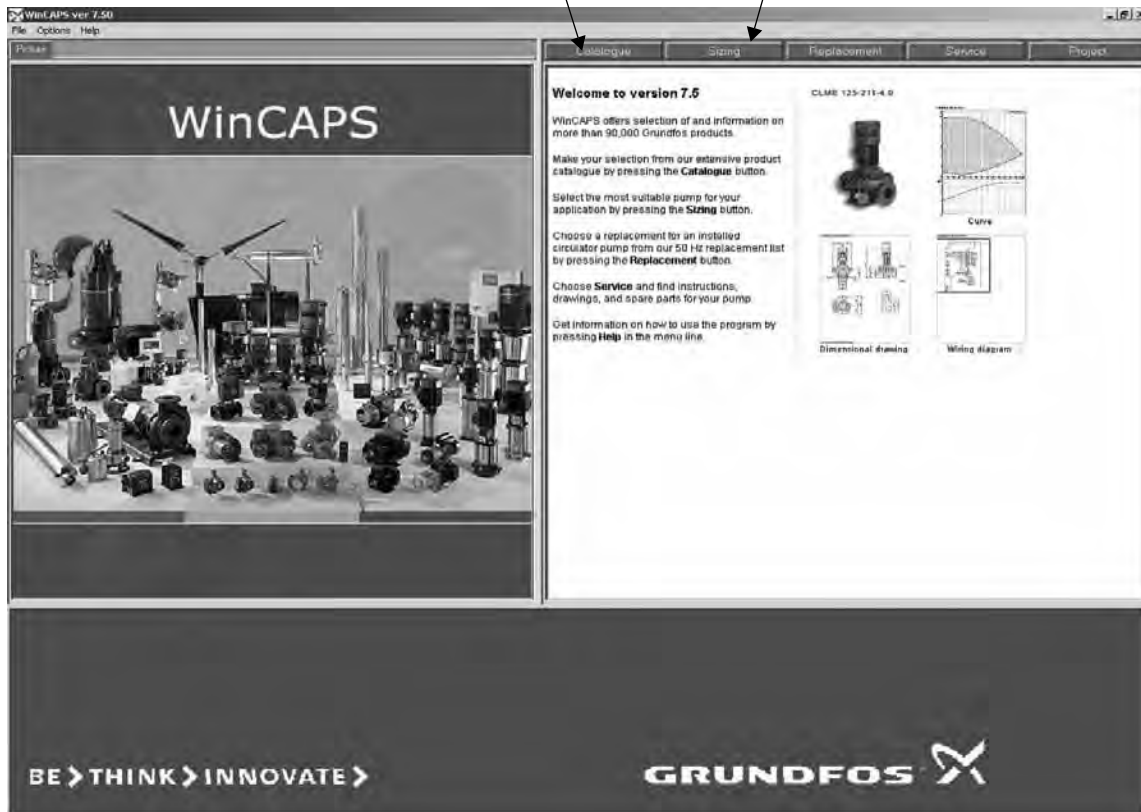 WinCAPS ver 7.50
File Options Help
Catalogue Sizing Replacement Service Project
WinCAPS
Welcome to version 7.5
WinCAPS offers selection of and information on
more than 90,000 Grundfos products.
Make your selection from our extensive product
catalogue by pressing the Catalogue button.
Select the most suitable pump for your
application by pressing the Sizing button.
Choose a replacement for an installed
circulator pump from our 50 Hz replacement list
by pressing the Replacement button.
Choose Service and find instructions,
drawings, and spare parts for your pump.
Get information on how to use the program by
pressing Help in the menu line.
CLME 125-211-4.0
Curve
Dimensional drawing
Wiring diagram
BE > THINK > INNOVATE >
GRUNDFOS